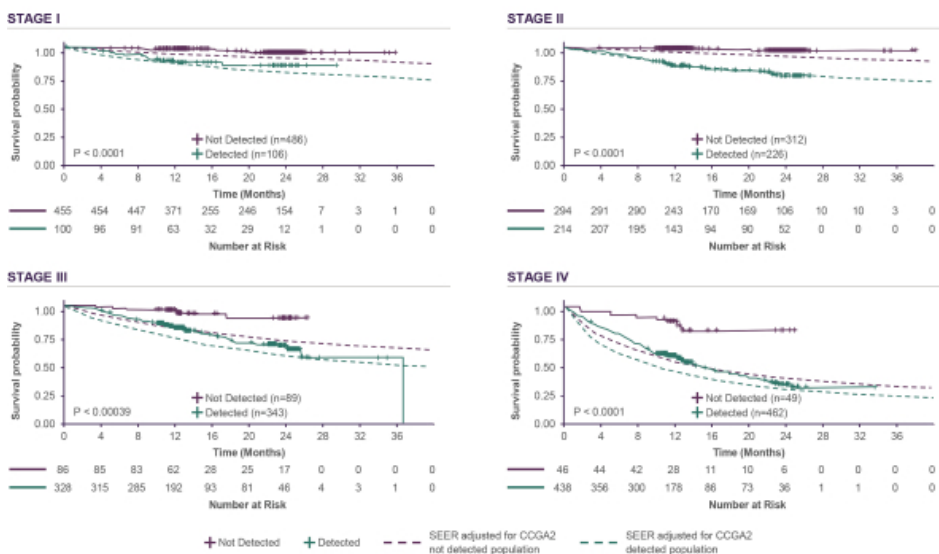 STAGE I
Survival probability
1.00
0.75
0.50
0.25
0.00
P < 0.0001
Not Detected (n=486)
Detected (n=106)
0 4 8 12 16 20 24 28 32 36
Time (Months)
455 454 447 371 255 246 154 7 3 1 0
100 96 91 63 32 29 12 1 0 0 0
Number at Risk
STAGE II
Survival probability
1.00
0.75
0.50
0.25
0.00
P < 0.0001
Not Detected (n=312)
Detected (n=226)
0 4 8 12 16 20 24 28 32 36
Time (Months)
294 291 290 243 170 169 106 10 10 3 0
214 207 195 143 94 90 52 0 0 0 0
Number at Risk
STAGE III
Survival probability
1.00
0.75
0.50
0.25
0.00
P < 0.00039
Not Detected (n=89)
Detected (n=343)
0 4 8 12 16 20 24 28 32 36
Time (Months)
86 85 83 62 28 25 17 0 0 0 0
328 315 285 192 93 81 46 4 3 1 0
Number at Risk
STAGE IV
Survival probability
1.00
0.75
0.50
0.25
0.00
P < 0.0001
Not Detected (n=49)
Detected (n=462)
0 4 8 12 16 20 24 28 32 36
Time (Months)
46 44 42 28 11 10 6 0 0 0 0
438 356 300 178 86 73 36 1 1 0 0
Number at Risk
Not Detected
Detected
SEER adjusted for CCGA2
not detected population
SEER adjusted for CCGA2
detected population